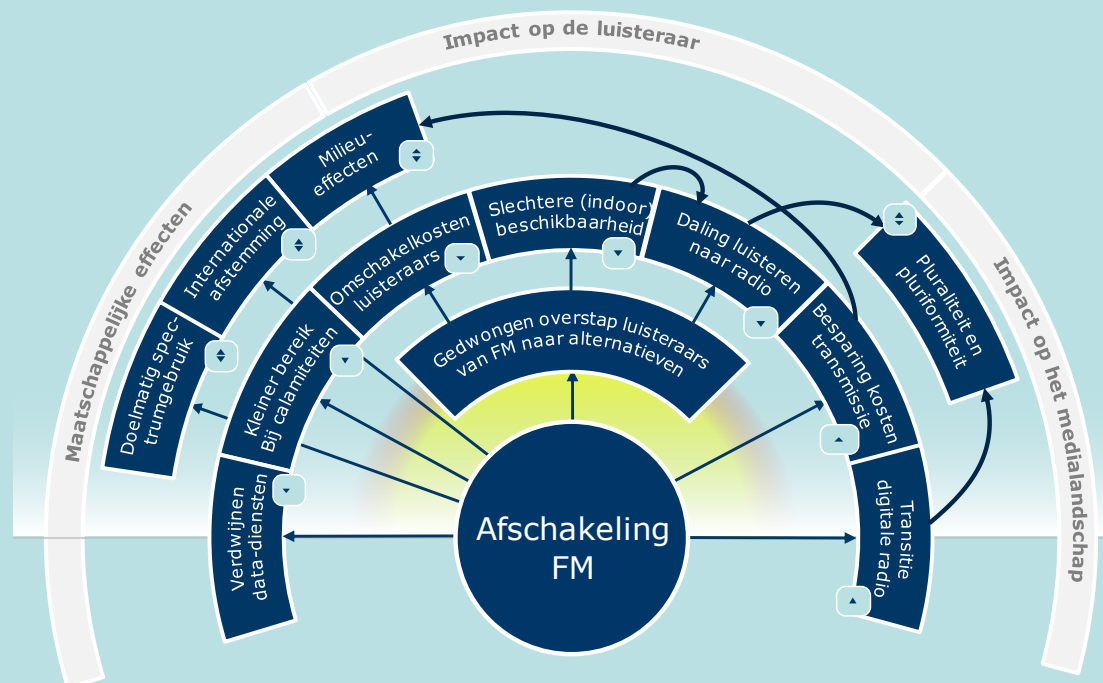 Impact op de luisteraar
Maatschappelijke effecten
Impact op het medialandschap
Milieu-
effecten
Internationale
afstemming
Doelmatig spec-
trumgebruik
Slechtere (indoor)
beschikbaarheid
Omschakelkosten
luisteraars
Daling luisteren
naar radio
Pluraliteit en
pluriformiteit
Kleiner bereik
Bij calamiteiten
Besparing kosten
transmissie
Gedwongen overstap luisteraars
van FM naar alternatieven
Verdwijnen
data-diensten
Transitie
digitale radio
Afschakeling
FM